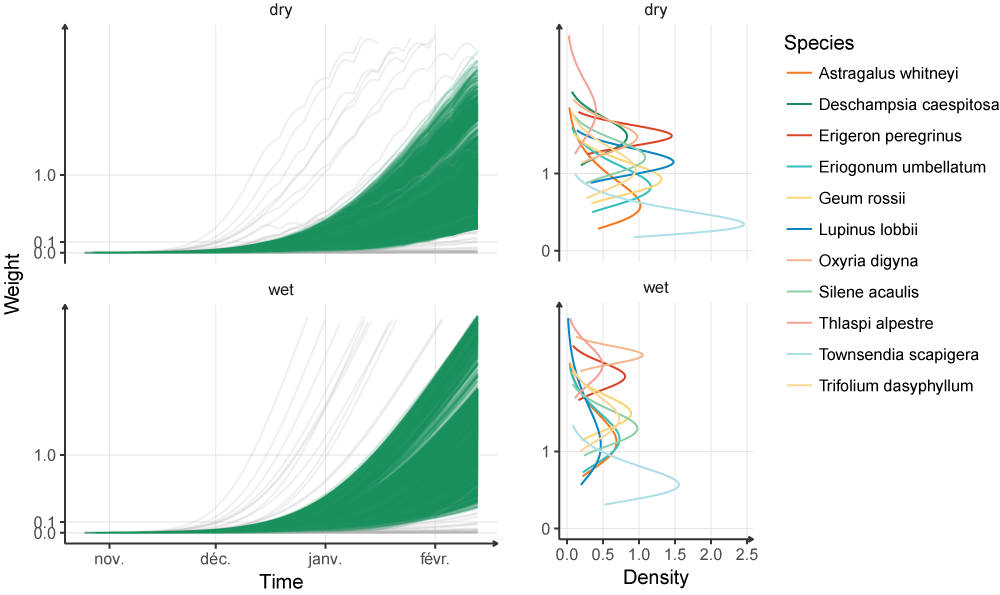 dry
dry
Species
Astragalus whitneyi
Deschampsia caespitosa
Erigeron peregrinus
Eriogonum umbellatum
Geum rossii
Lupinus lobbii
Oxyria digyna
Silene acaulis
Thlaspi alpestre
Townsendia scapigera
Trifolium dasyphyllum
1.0
0.1
0.0
1
0
Weight
wet
wet
1.0
0.1
0.0
1
0
nov. déc. janv. févr.
0.0 0.5 1.0 1.5 2.0 2.5
Time
Density